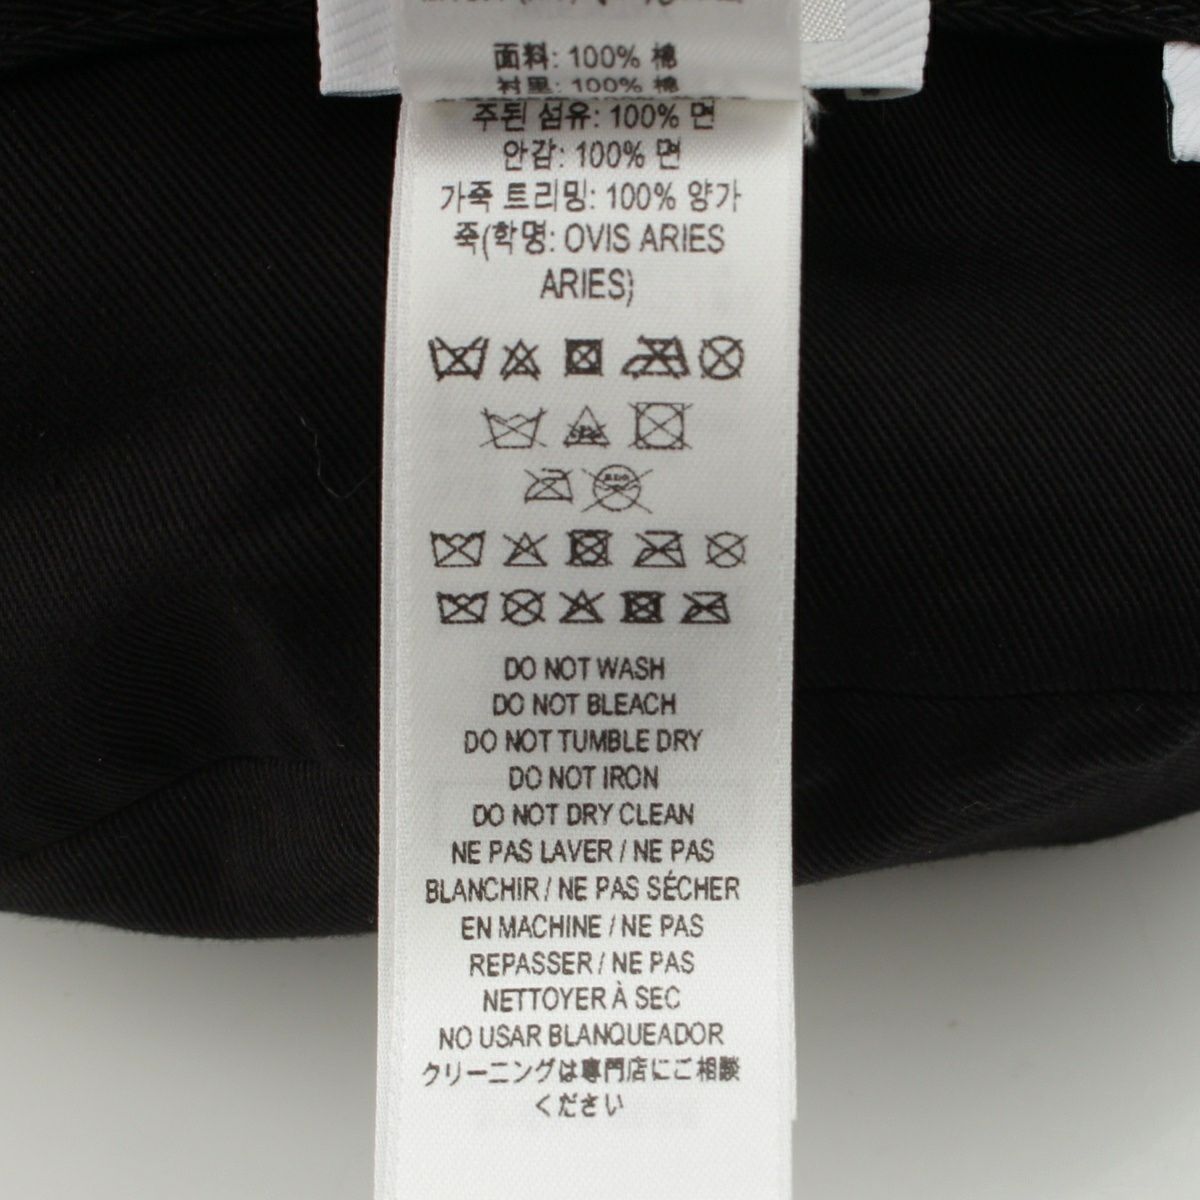 面料: 100% 棉
衬里: 100% 棉
주된 섬유: 100% 면
안감: 100% 면
가죽 트리밍: 100% 양가
죽(학명: OVIS ARIES
ARIES)
DO NOT WASH
DO NOT BLEACH
DO NOT TUMBLE DRY
DO NOT IRON
DO NOT DRY CLEAN
NE PAS LAVER / NE PAS
BLANCHIR / NE PAS SÉCHER
EN MACHINE / NE PAS
REPASSER / NE PAS
NETTOYER À SEC
NO USAR BLANQUEADOR
クリーニングは専門店にご相談
ください